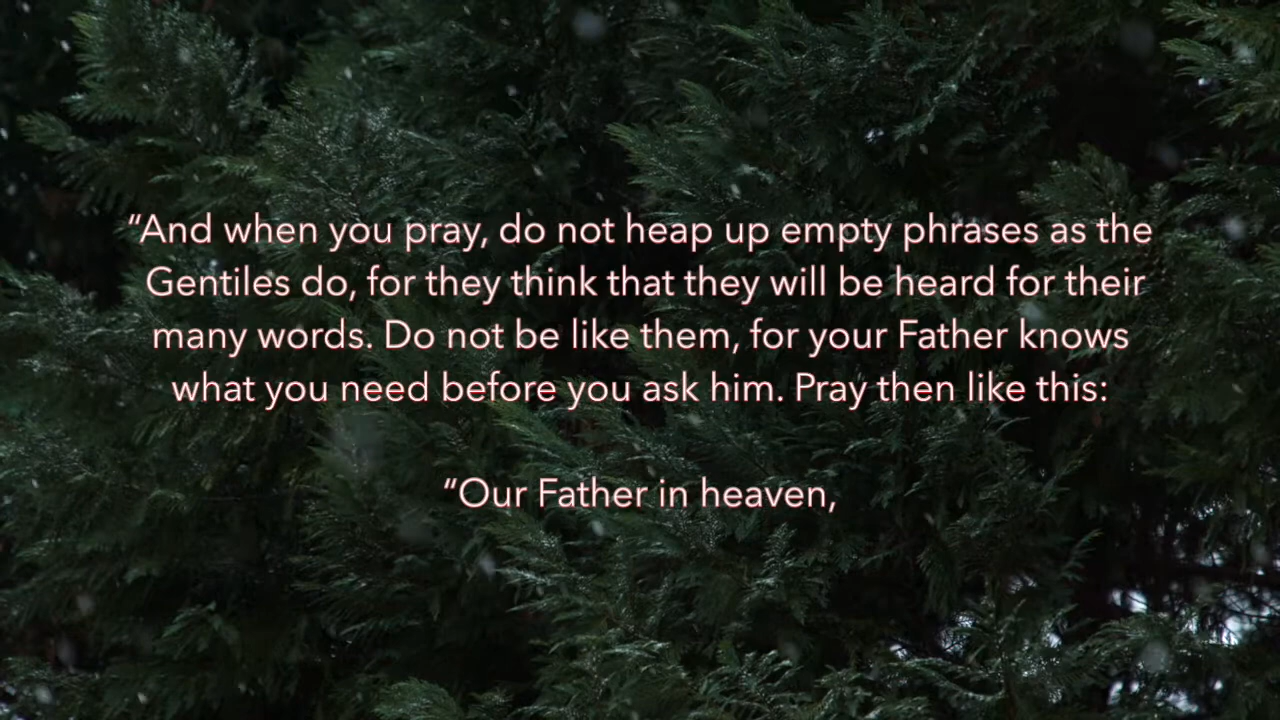 “And when you pray, do not heap up empty phrases as the
Gentiles do, for they think that they will be heard for their
many words. Do not be like them, for your Father knows
what you need before you ask him. Pray then like this:
“Our Father in heaven,